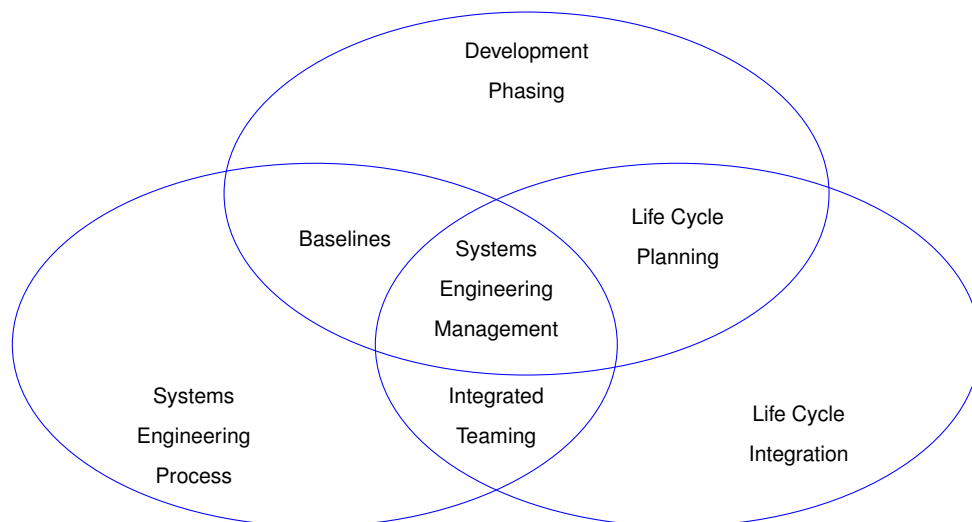 Development
Phasing
Baselines
Systems
Engineering
Management
Life Cycle
Planning
Systems
Engineering
Process
Integrated
Teaming
Life Cycle
Integration